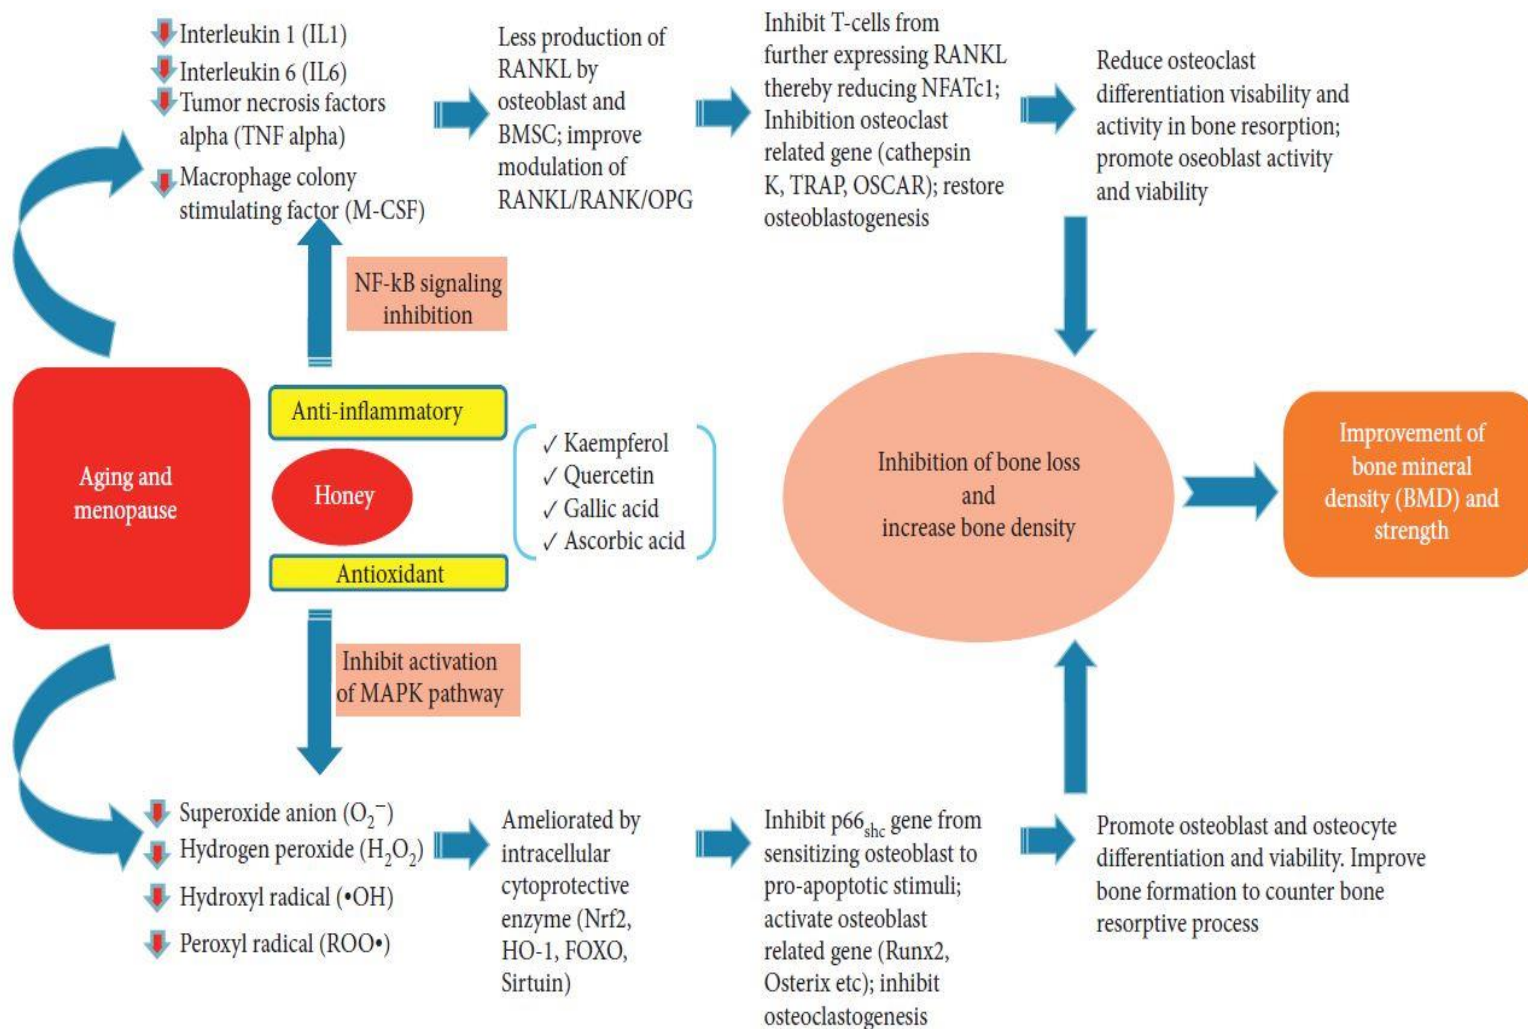 Interleukin 1 (IL1)
Interleukin 6 (IL6)
Tumor necrosis factors
alpha (TNF alpha)
Macrophage colony
stimulating factor (M-CSF)
Less production of
RANKL by
osteoblast and
BMSC; improve
modulation of
RANKL/RANK/OPG
Inhibit T-cells from
further expressing RANKL
thereby reducing NFATc1;
Inhibition osteoclast
related gene (cathepsin
K, TRAP, OSCAR); restore
osteoblastogenesis
Reduce osteoclast
differentiation visability and
activity in bone resorption;
promote oseoblast activity
and viability
NF-kB signaling
inhibition
Aging and
menopause
Anti-inflammatory
Honey
Antioxidant
✓ Kaempferol
✓ Quercetin
✓ Gallic acid
✓ Ascorbic acid
Inhibition of bone loss
and
increase bone density
Improvement of
bone mineral
density (BMD) and
strength
Inhibit activation
of MAPK pathway
Superoxide anion (O₂⁻)
Hydrogen peroxide (H₂O₂)
Hydroxyl radical (•OH)
Peroxyl radical (ROO•)
Ameliorated by
intracellular
cytoprotective
enzyme (Nrf2,
HO-1, FOXO,
Sirtuin)
Inhibit p66shc gene from
sensitizing osteoblast to
pro-apoptotic stimuli;
activate osteoblast
related gene (Runx2,
Osterix etc); inhibit
osteoclastogenesis
Promote osteoblast and osteocyte
differentiation and viability. Improve
bone formation to counter bone
resorptive process